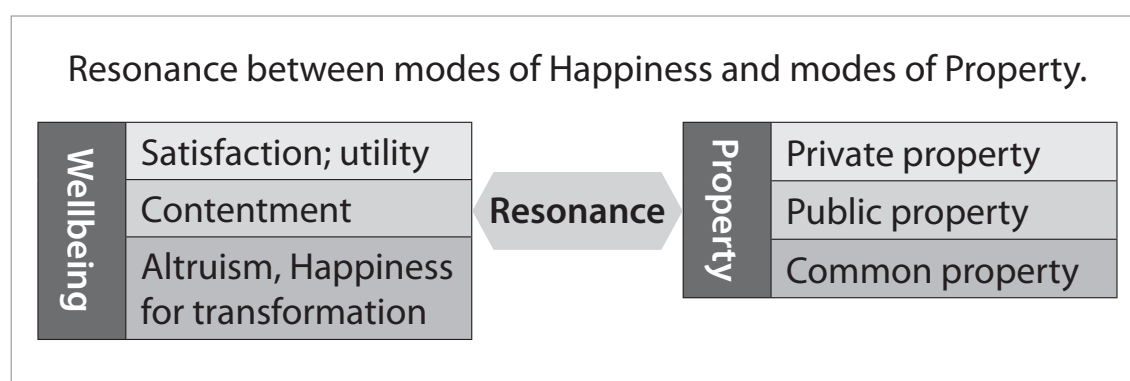 Resonance between modes of Happiness and modes of Property.
Wellbeing
Satisfaction; utility
Contentment
Altruism, Happiness
for transformation
Resonance
Property
Private property
Public property
Common property